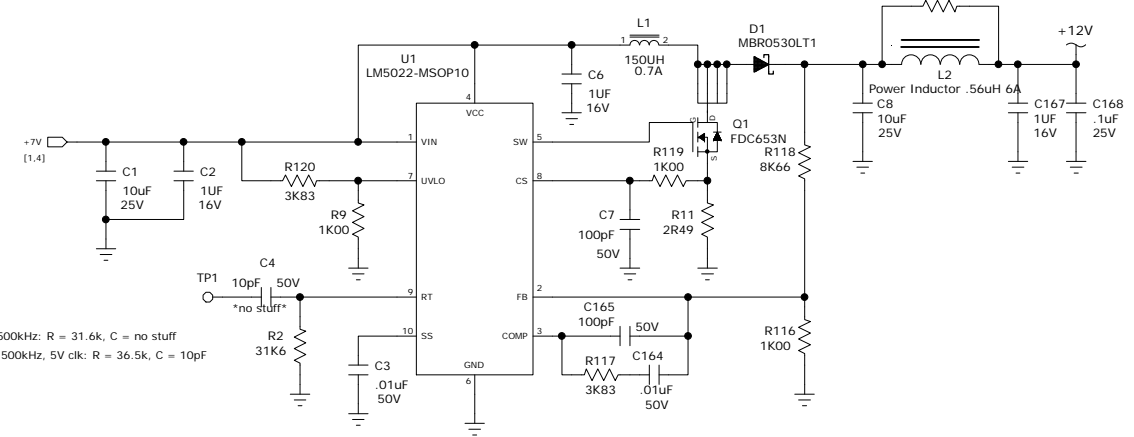 L1
1 2
150UH
0.7A
D1
MBR0530LT1
+12V
L2
Power Inductor .56uH 6A
U1
LM5022-MSOP10
C6
1UF
16V
C8
10uF
25V
C167
1UF
16V
C168
.1uF
25V
4
VCC
+7V
[1,4]
1
VIN
SW
5
G
D
S
Q1
FDC653N
C1
10uF
25V
C2
1UF
16V
R120
3K83
7
UVLO
CS
8
R119
1K00
R118
8K66
R9
1K00
C7
100pF
50V
R11
2R49
TP1
C4
10pF 50V
*no stuff*
9
RT
FB
2
500kHz: R = 31.6k, C = no stuff
500kHz, 5V clk: R = 36.5k, C = 10pF
R2
31K6
10
SS
COMP
3
C165
100pF
50V
R116
1K00
C3
.01uF
50V
GND
6
R117
3K83
C164
.01uF
50V